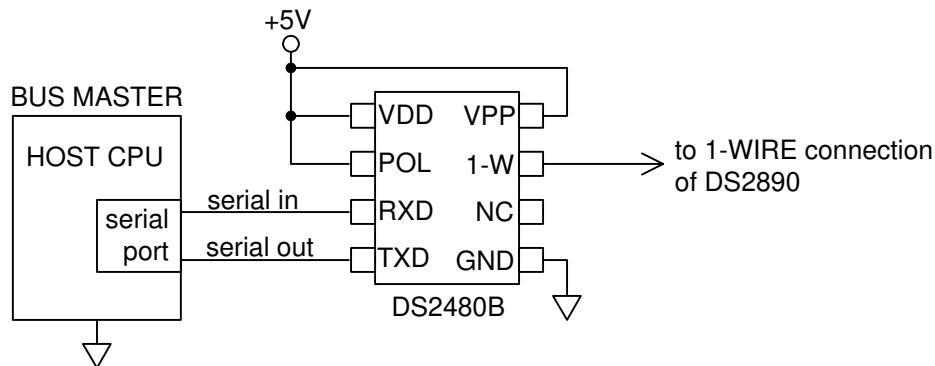 +5V
BUS MASTER
HOST CPU
serial
port
serial in
serial out
VDD
VPP
POL
1-W
RXD
NC
TXD
GND
DS2480B
to 1-WIRE connection
of DS2890